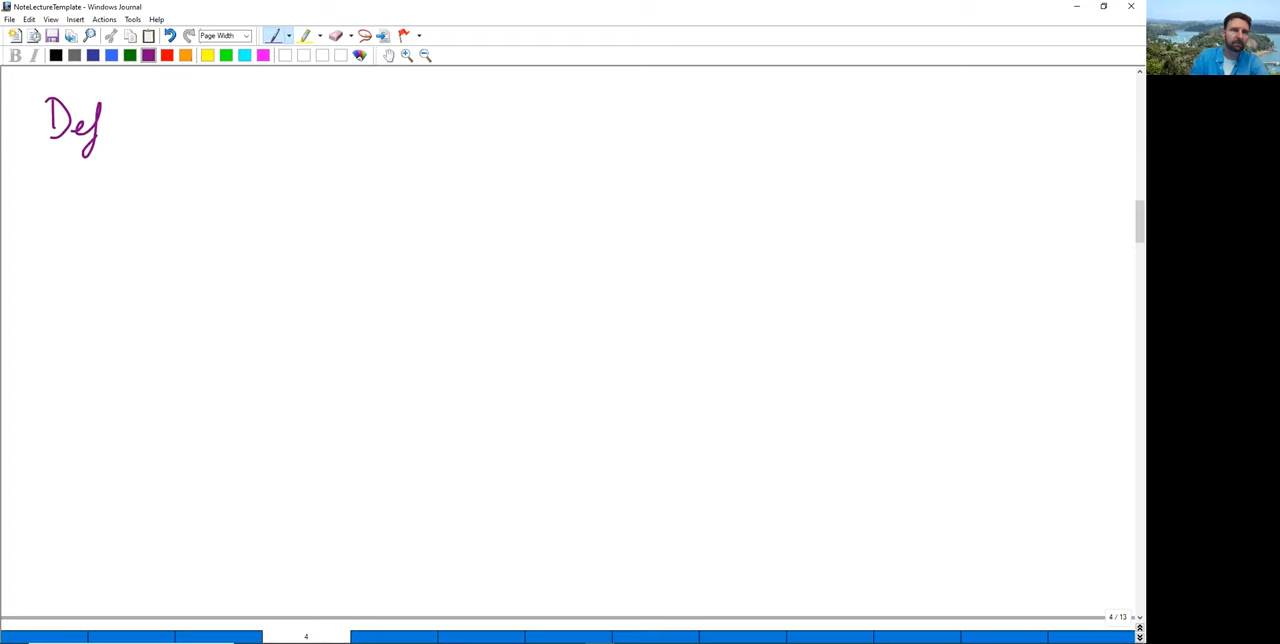 NoteLectureTemplate - Windows Journal
File Edit View Insert Actions Tools Help
Page Width
B I
Def
4 / 13
4